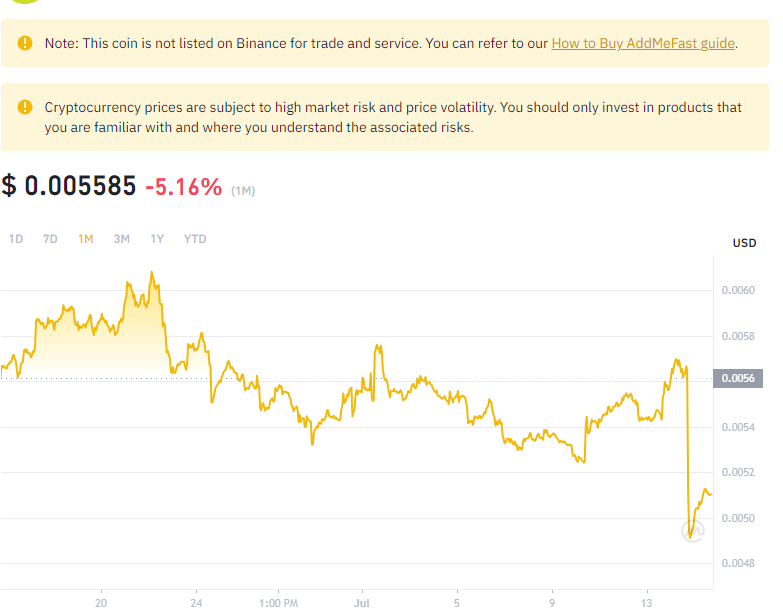 Note: This coin is not listed on Binance for trade and service. You can refer to our How to Buy AddMeFast guide.
Cryptocurrency prices are subject to high market risk and price volatility. You should only invest in products that
you are familiar with and where you understand the associated risks.
$ 0.005585 -5.16% (1M)
1D 7D 1M 3M 1Y YTD
USD
0.0060
0.0058
0.0056
0.0054
0.0052
0.0050
0.0048
20 24 1:00 PM Jul 5 9 13